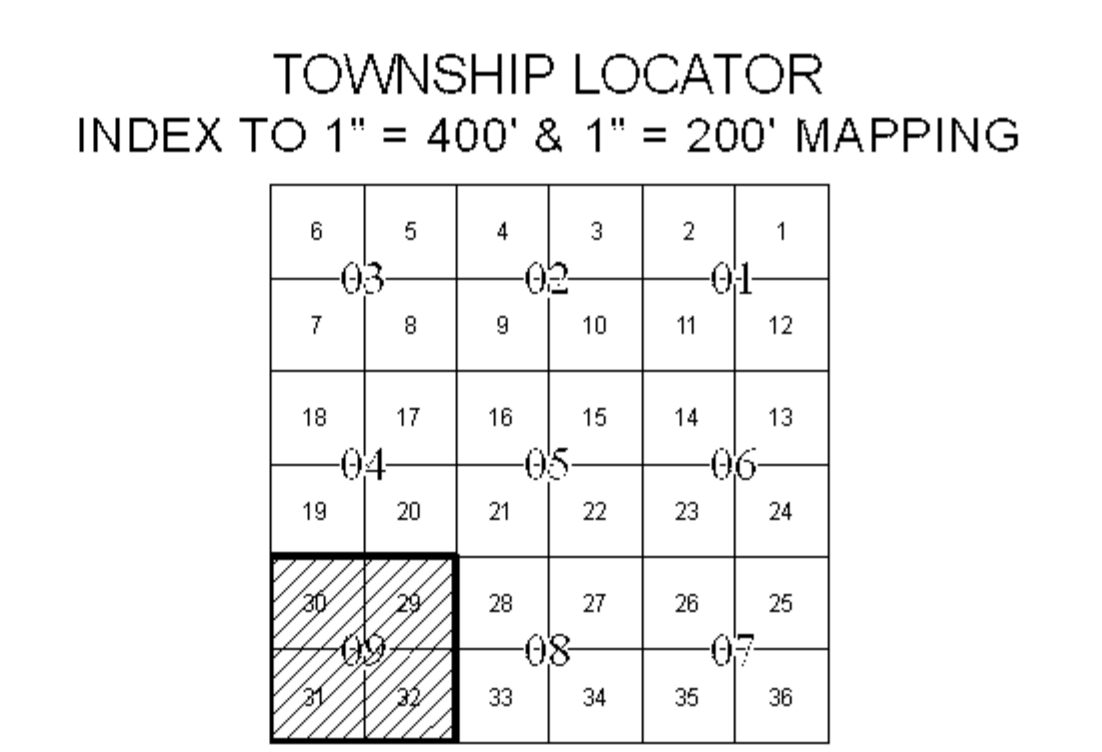 TOWNSHIP LOCATOR
INDEX TO 1" = 400' & 1" = 200' MAPPING
6 5 4 3 2 1
03 02 01
7 8 9 10 11 12
18 17 16 15 14 13
04 05 06
19 20 21 22 23 24
30 29 28 27 26 25
09 08 07
31 32 33 34 35 36